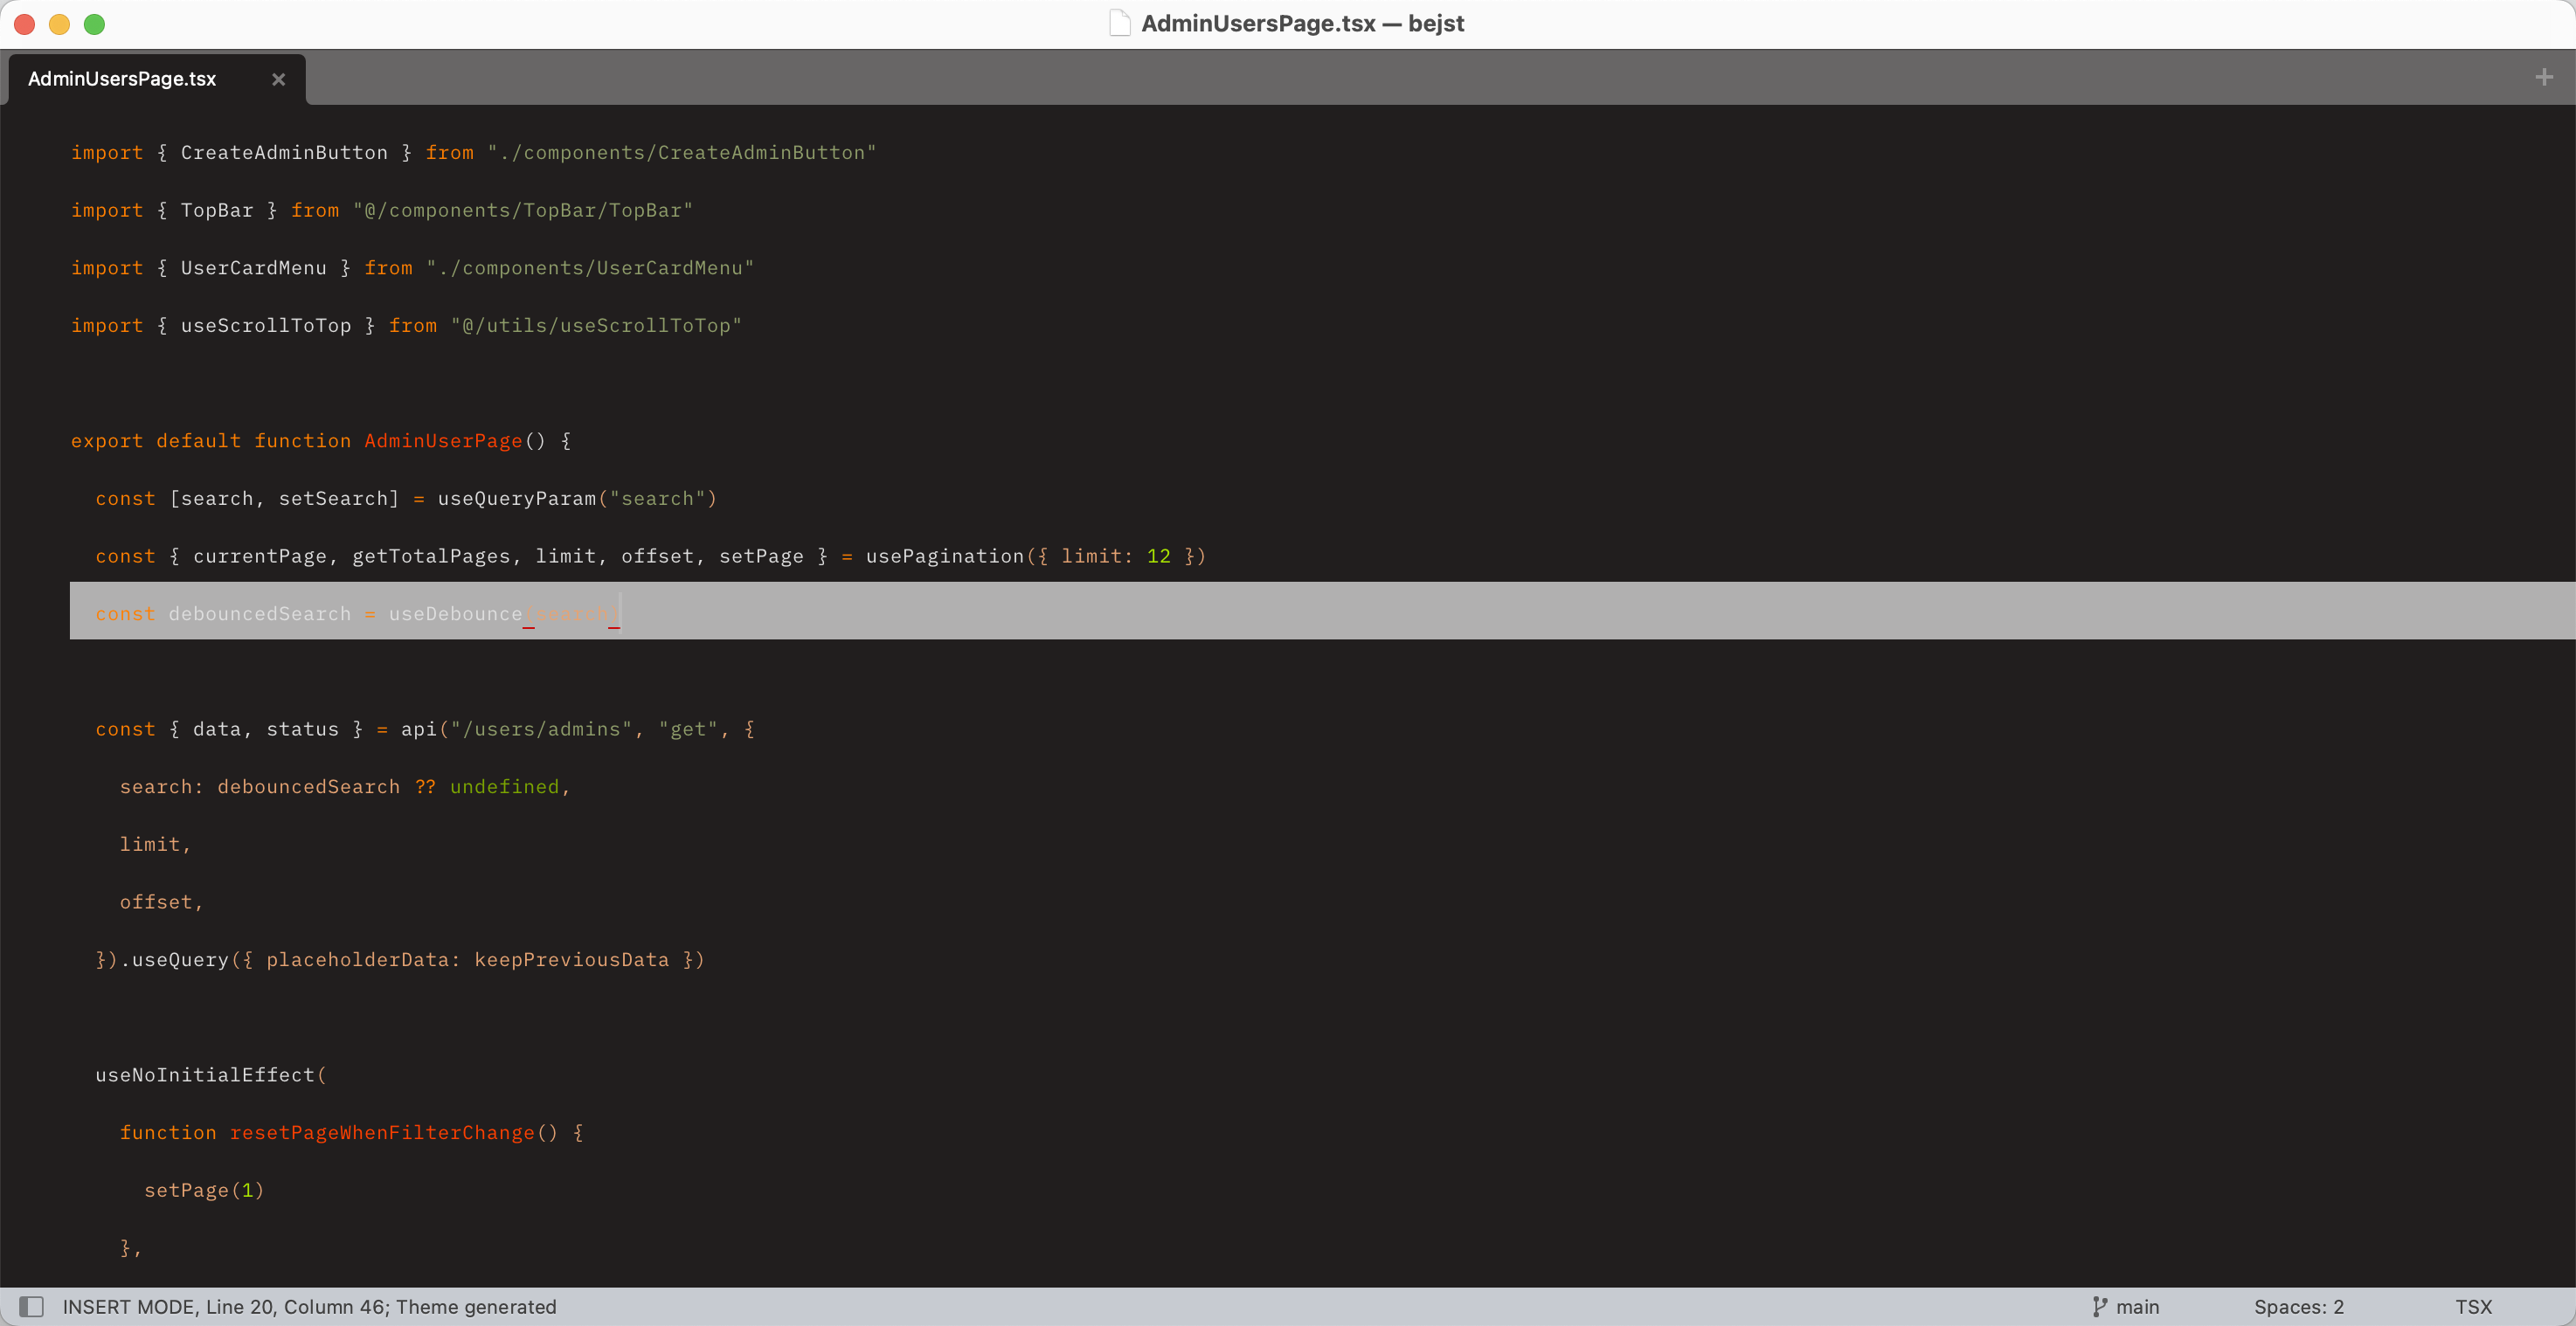 AdminUsersPage.tsx — bejst
AdminUsersPage.tsx
import { CreateAdminButton } from "./components/CreateAdminButton"
import { TopBar } from "@/components/TopBar/TopBar"
import { UserCardMenu } from "./components/UserCardMenu"
import { useScrollToTop } from "@/utils/useScrollToTop"
export default function AdminUserPage() {
const [search, setSearch] = useQueryParam("search")
const { currentPage, getTotalPages, limit, offset, setPage } = usePagination({ limit: 12 })
const debouncedSearch = useDebounce(search)
const { data, status } = api("/users/admins", "get", {
search: debouncedSearch ?? undefined,
limit,
offset,
}).useQuery({ placeholderData: keepPreviousData })
useNoInitialEffect(
function resetPageWhenFilterChange() {
setPage(1)
},
INSERT MODE, Line 20, Column 46; Theme generated
main
Spaces: 2
TSX